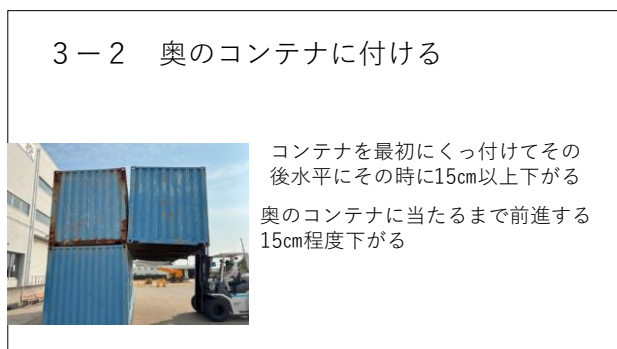 ３－２　奥のコンテナに付ける
コンテナを最初にくっ付けてその
後水平にその時に15㎝以上下がる
奥のコンテナに当たるまで前進する
15㎝程度下がる